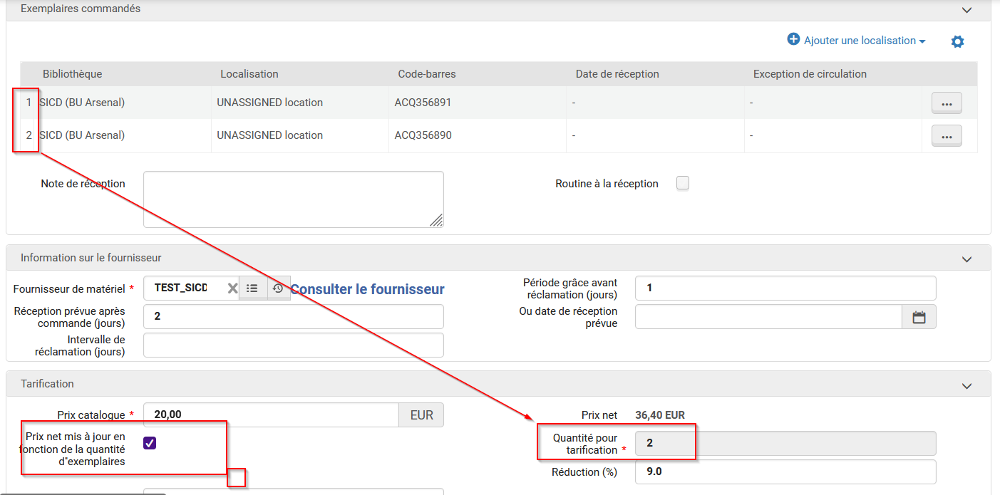 Exemplaires commandés
Ajouter une localisation
Bibliothèque Localisation Code-barres Date de réception Exception de circulation
1 SICD (BU Arsenal) UNASSIGNED location ACQ356891 - - ...
2 SICD (BU Arsenal) UNASSIGNED location ACQ356890 - - ...
Note de réception Routine à la réception
Information sur le fournisseur
Fournisseur de matériel * TEST_SICD Consulter le fournisseur
Période grâce avant
réclamation (jours) 1
Réception prévue après
commande (jours) 2
Ou date de réception
prévue
Intervalle de
réclamation (jours)
Tarification
Prix catalogue * 20,00 EUR
Prix net 36,40 EUR
Prix net mis à jour en
fonction de la quantité
d"exemplaires
Quantité pour
tarification * 2
Réduction (%) 9.0